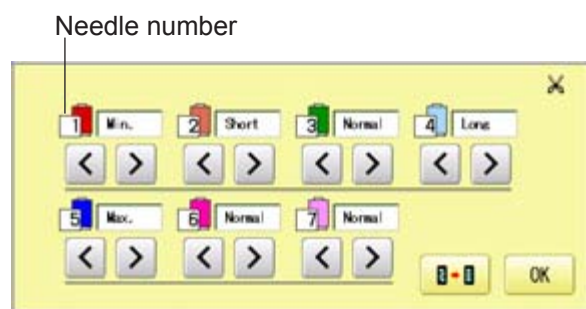 Needle number
1 Min. 2 Short 3 Normal 4 Long
5 Max. 6 Normal 7 Normal
OK